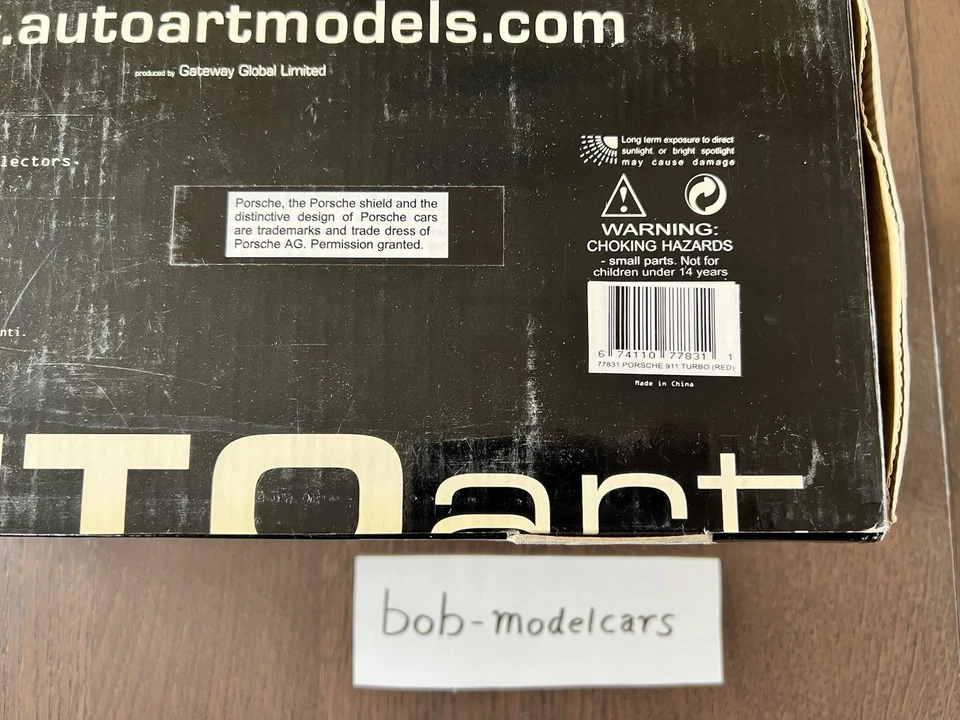 .autoartmodels.com
produced by Gateway Global Limited
lectors.
Long term exposure to direct
sunlight or bright spotlight
may cause damage
Porsche, the Porsche shield and the
distinctive design of Porsche cars
are trademarks and trade dress of
Porsche AG. Permission granted.
WARNING:
CHOKING HAZARDS
- small parts. Not for
children under 14 years
nti.
6 74110 77831 1
77831 PORSCHE 911 TURBO (RED)
Made in China
UTOart
bob-modelcars